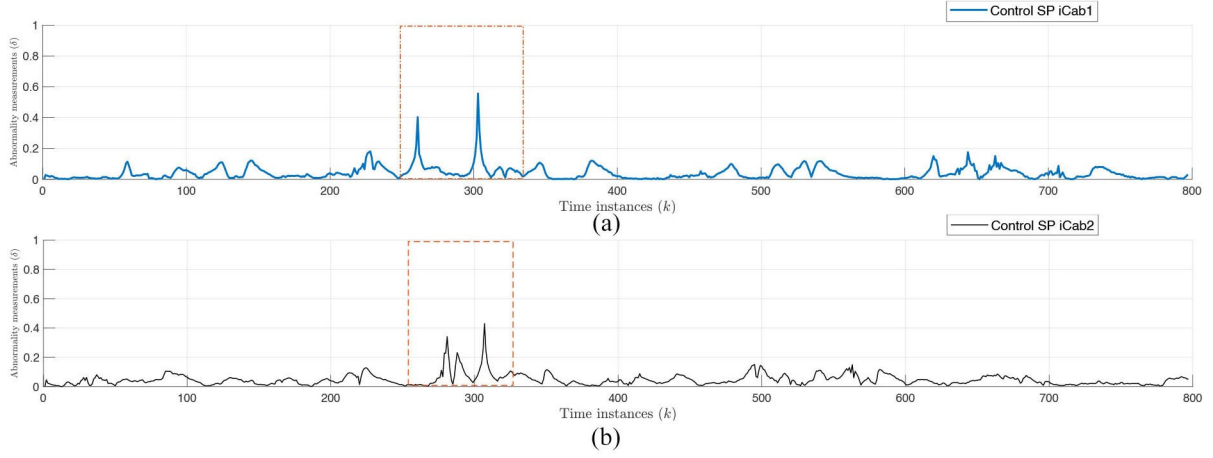 Control SP iCab1
Abnormality measurements (δ)
1
0.8
0.6
0.4
0.2
0
0 100 200 300 400 500 600 700 800
Time instances (k)
(a)
Control SP iCab2
Abnormality measurements (δ)
1
0.8
0.6
0.4
0.2
0
0 100 200 300 400 500 600 700 800
Time instances (k)
(b)